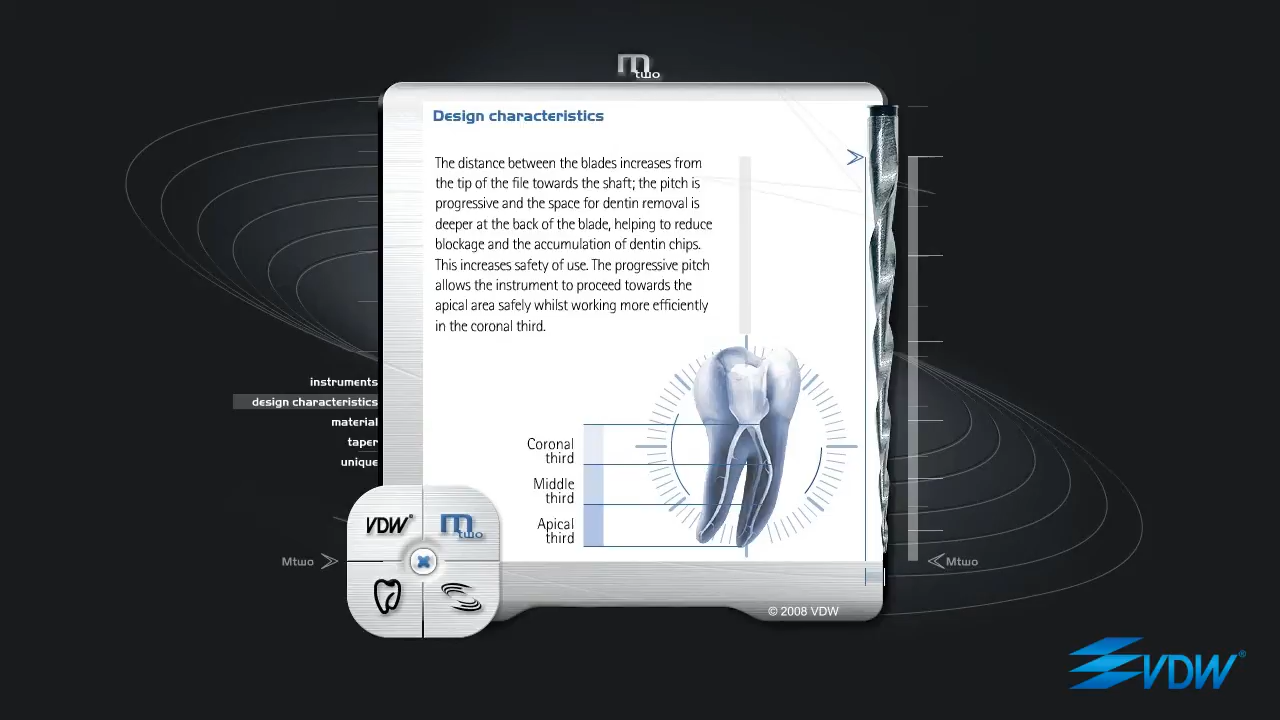 m two
Design characteristics
The distance between the blades increases from
the tip of the file towards the shaft; the pitch is
progressive and the space for dentin removal is
deeper at the back of the blade, helping to reduce
blockage and the accumulation of dentin chips.
This increases safety of use. The progressive pitch
allows the instrument to proceed towards the
apical area safely whilst working more efficiently
in the coronal third.
instruments
design characteristics
material
taper
unique
Coronal
third
Middle
third
Apical
third
VDW®
m two
Mtwo
Mtwo
© 2008 VDW
VDW®